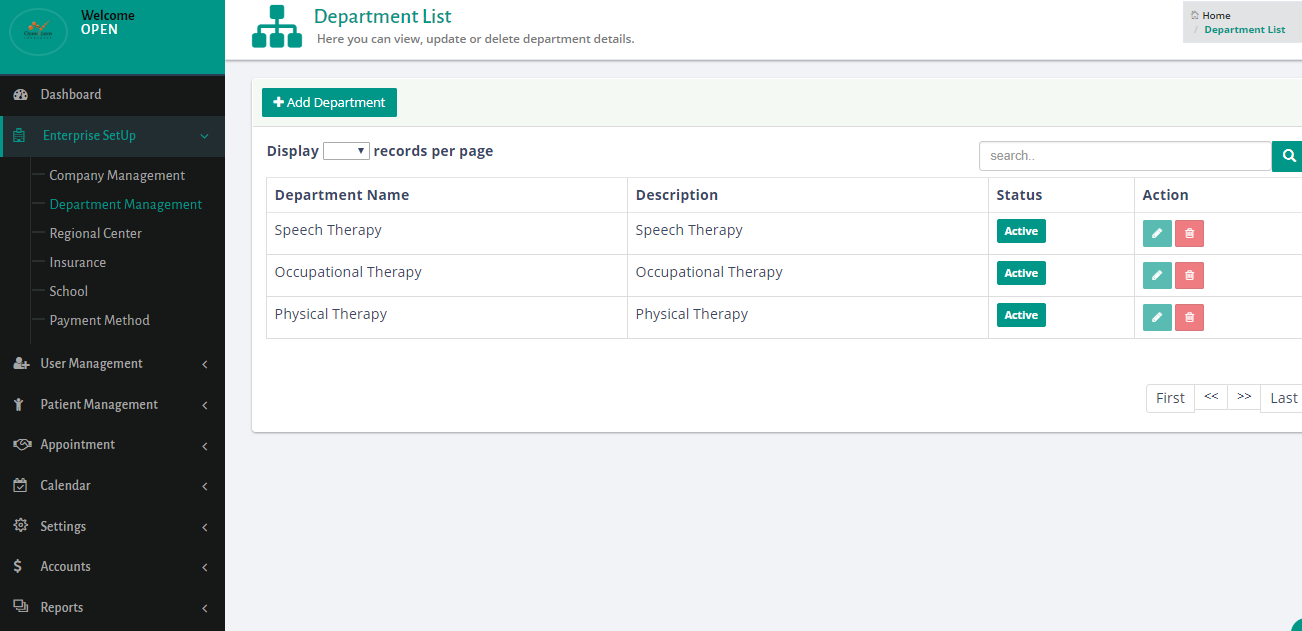 Welcome
OPEN
Dashboard
Enterprise SetUp
Company Management
Department Management
Regional Center
Insurance
School
Payment Method
User Management
Patient Management
Appointment
Calendar
Settings
Accounts
Reports
Department List
Here you can view, update or delete department details.
Home
/ Department List
Add Department
Display records per page
search..
Department Name Description Status Action
Speech Therapy Speech Therapy Active
Occupational Therapy Occupational Therapy Active
Physical Therapy Physical Therapy Active
First << >> Last